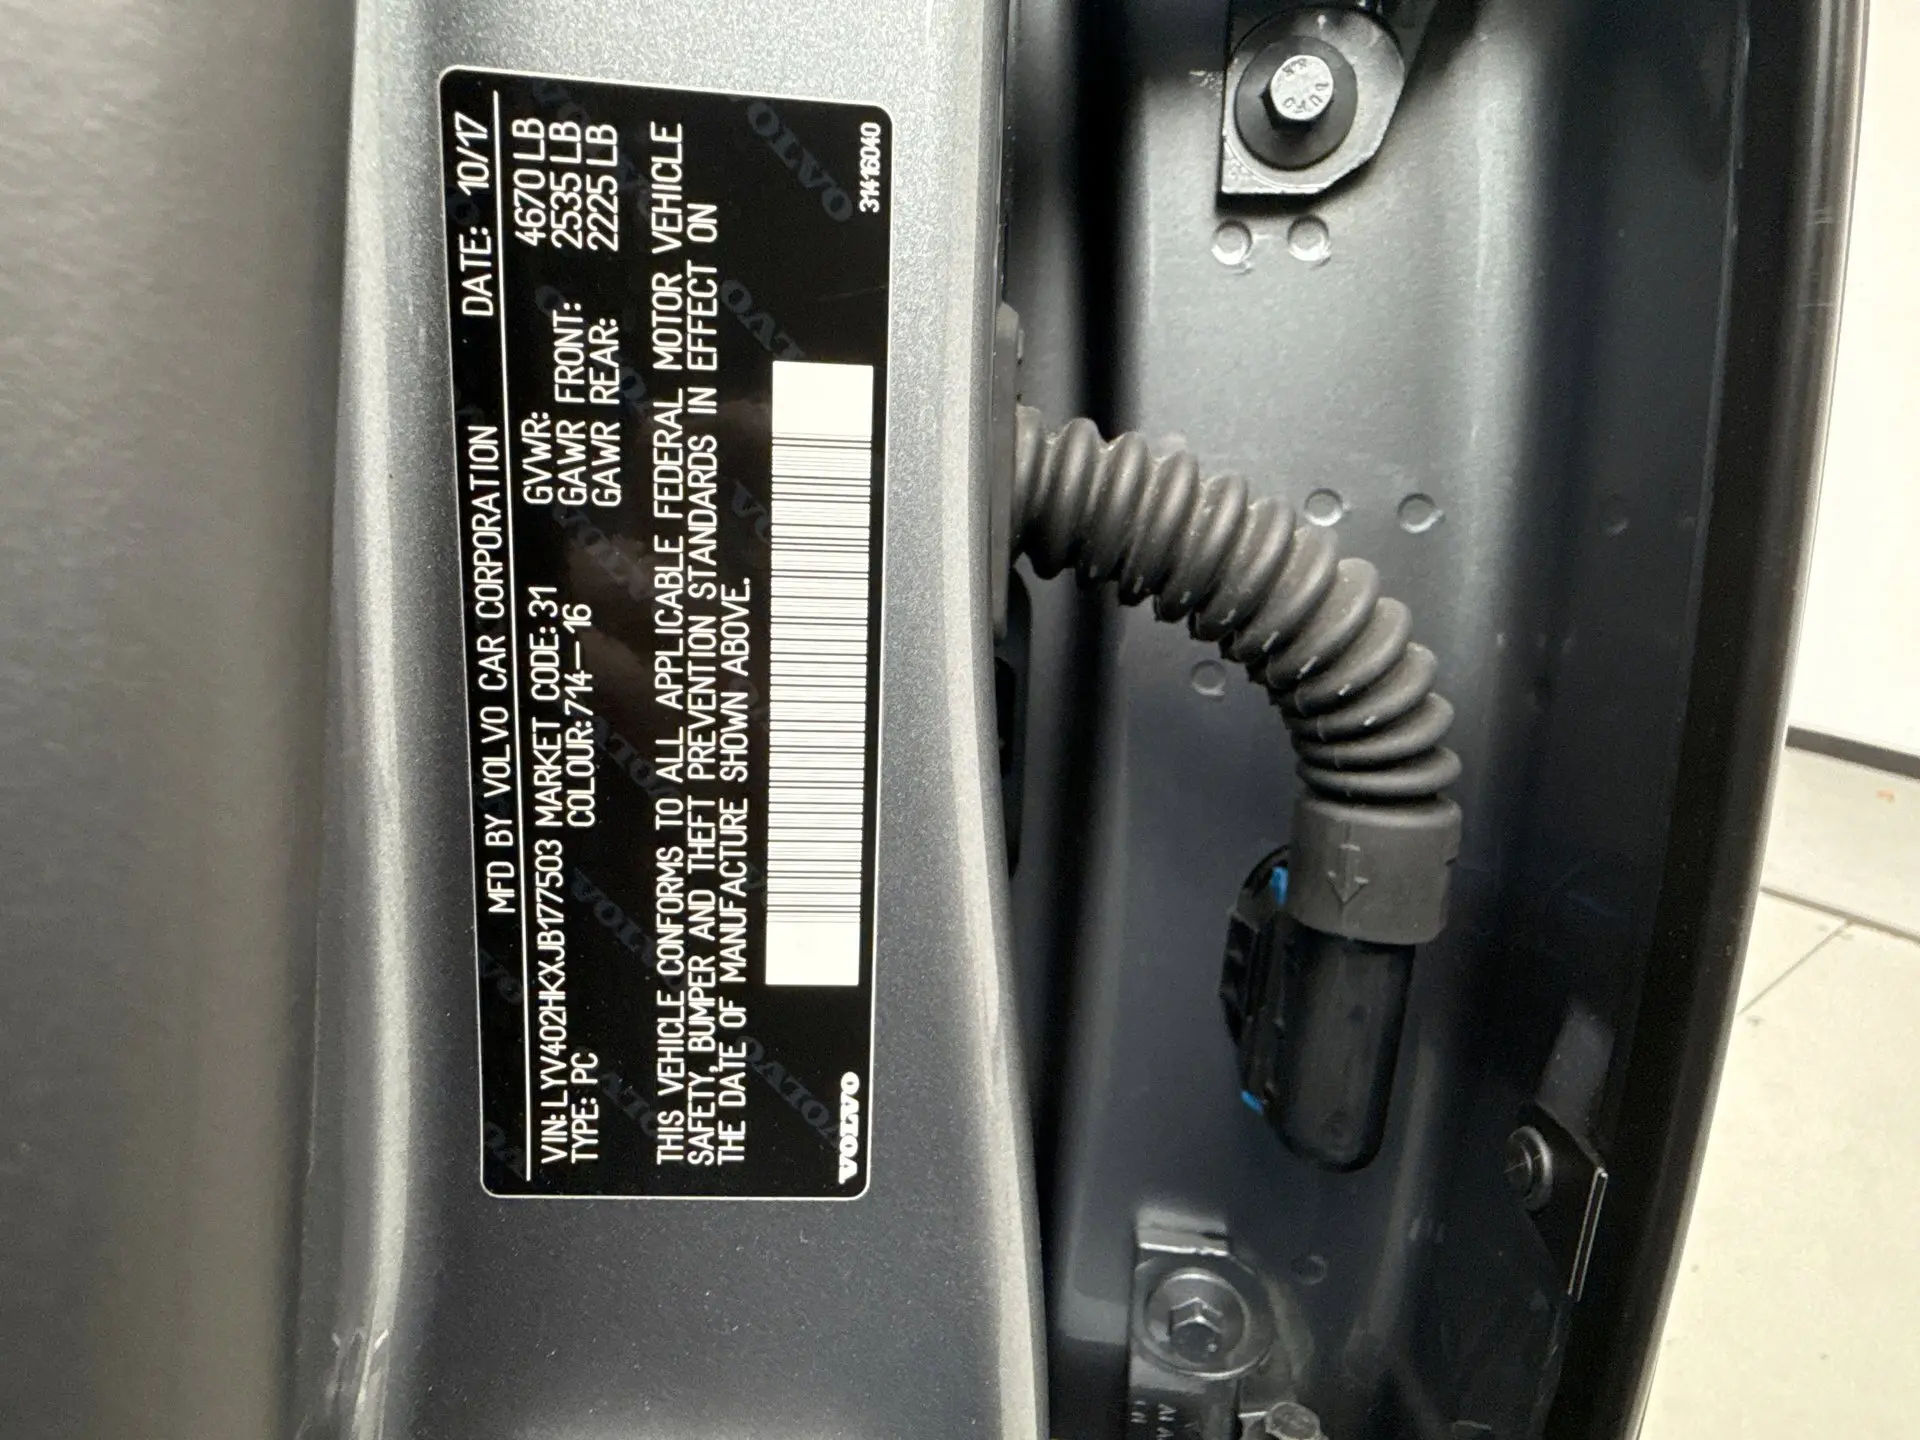 MFD BY VOLVO CAR CORPORATION DATE: 10/17
VIN: LYV402HKXJB177503 MARKET CODE: 31 GVWR: 4670 LB
TYPE: PC COLOUR: 714-16 GAWR FRONT: 2535 LB
GAWR REAR: 2225 LB
THIS VEHICLE CONFORMS TO ALL APPLICABLE FEDERAL MOTOR VEHICLE
SAFETY, BUMPER AND THEFT PREVENTION STANDARDS IN EFFECT ON
THE DATE OF MANUFACTURE SHOWN ABOVE.
VOLVO
31416040